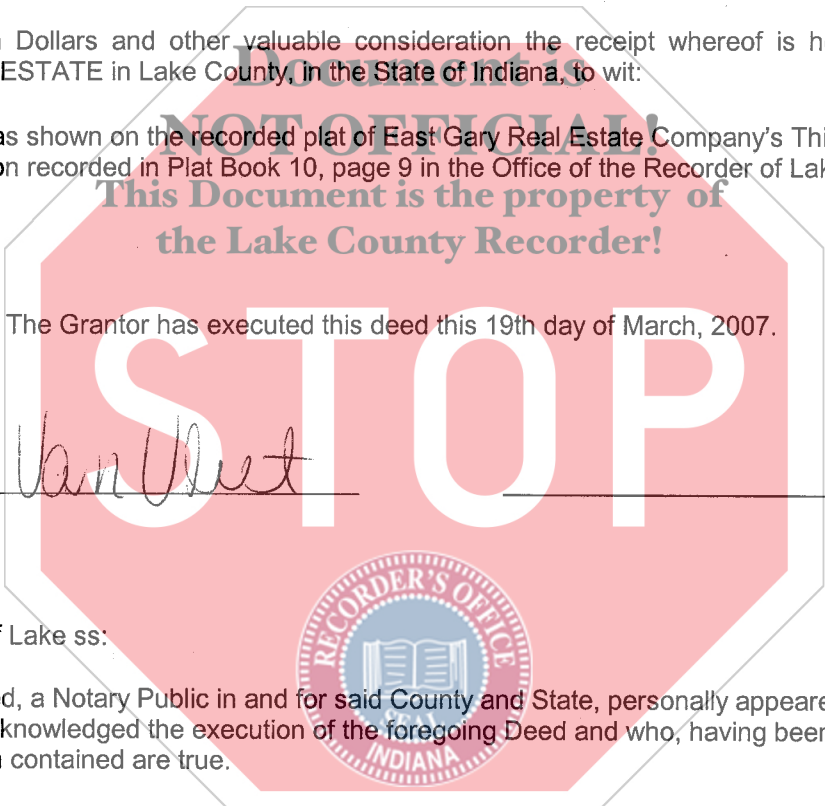 Dollars and other valuable consideration the receipt whereof is h
Document is
ESTATE in Lake County, in the State of Indiana, to wit:
NOT OFFICIAL!
as shown on the recorded plat of East Gary Real Estate Company's Thi
on recorded in Plat Book 10, page 9 in the Office of the Recorder of Lak
This Document is the property of
the Lake County Recorder!
The Grantor has executed this deed this 19th day of March, 2007.
STOP
Van Vliet
RECORDER'S OFFICE
f Lake ss:
d, a Notary Public in and for said County and State, personally appeare
SEAL
knowledged the execution of the foregoing Deed and who, having been
INDIANA
contained are true.